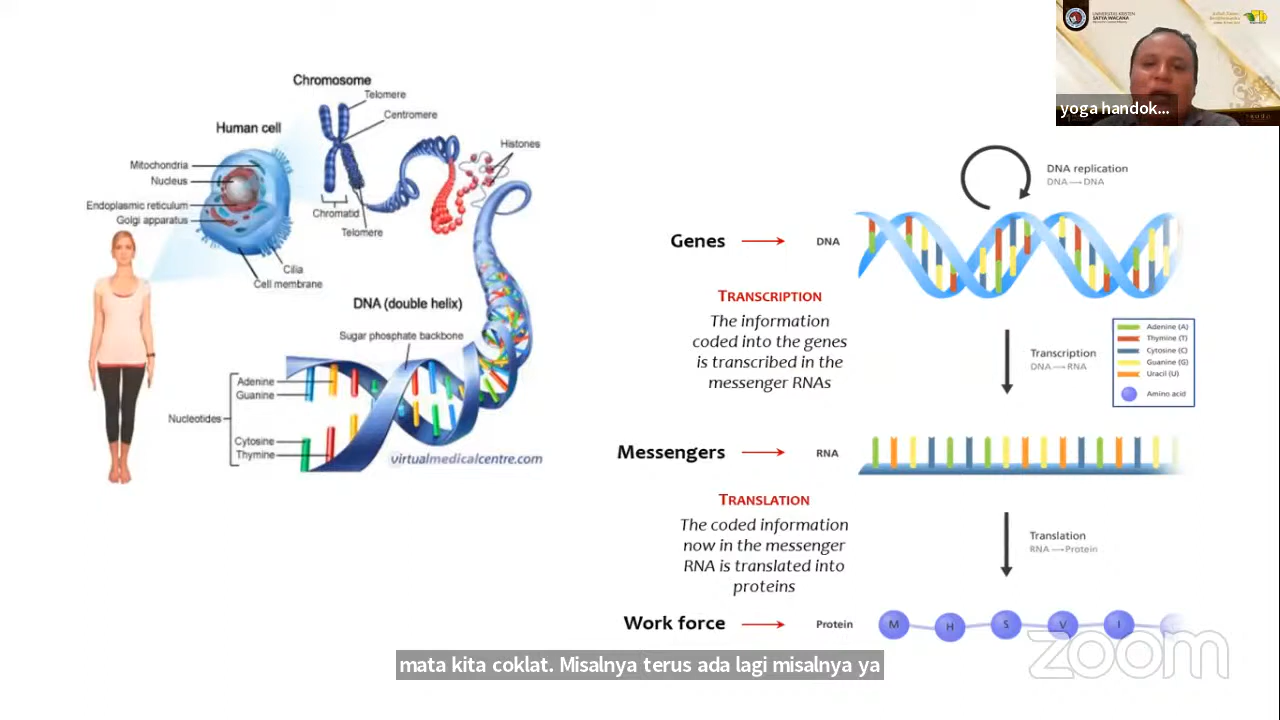 UNIVERSITAS KRISTEN
SATYA WACANA
yoga handok...
Chromosome
Telomere
Centromere
Human cell
Histones
Mitochondria
Nucleus
Endoplasmic reticulum
Golgi apparatus
Chromatid
Telomere
Cilia
Cell membrane
DNA (double helix)
Sugar phosphate backbone
Adenine
Guanine
Nucleotides
Cytosine
Thymine
virtualmedicalcentre.com
DNA replication
DNA → DNA
Genes → DNA
TRANSCRIPTION
The information
coded into the genes
is transcribed in the
messenger RNAs
Transcription
DNA → RNA
Adenine (A)
Thymine (T)
Cytosine (C)
Guanine (G)
Uracil (U)
Amino acid
Messengers → RNA
TRANSLATION
The coded information
now in the messenger
RNA is translated into
proteins
Translation
RNA → Protein
Work force → Protein
M H S V I
zoom
mata kita coklat. Misalnya terus ada lagi misalnya ya